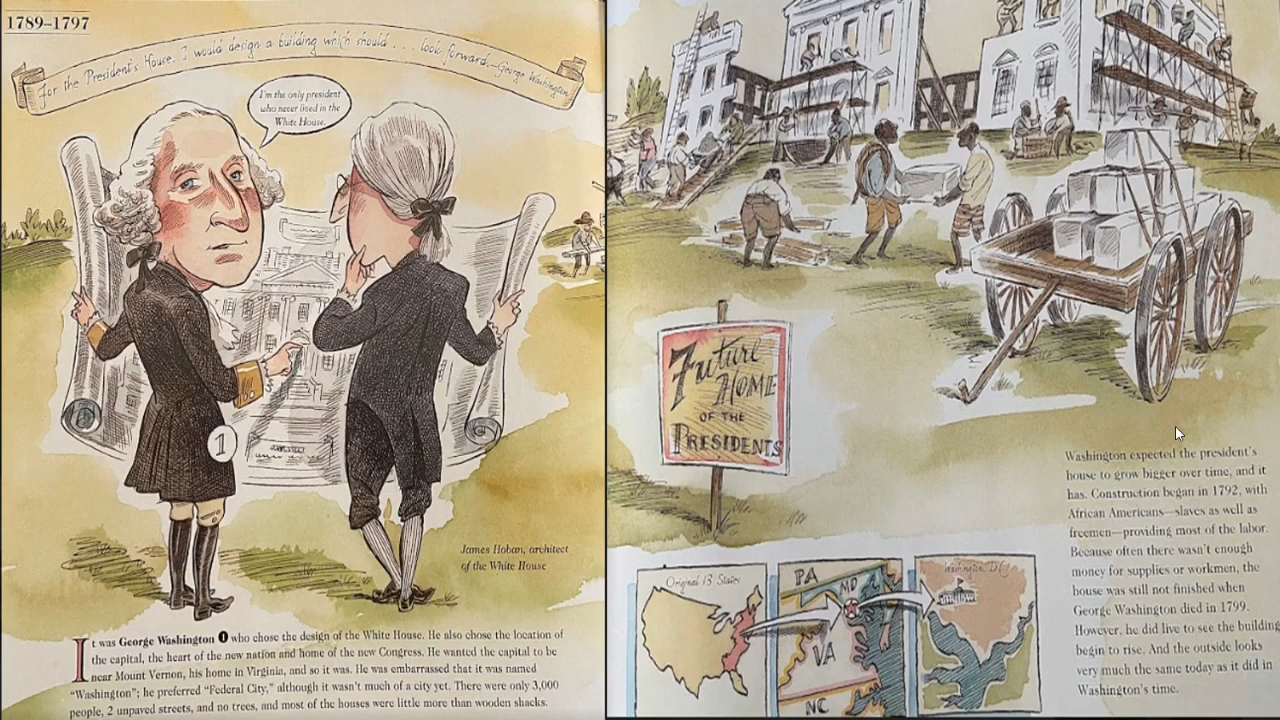 1789–1797
for the President's House, I would design a building which should . . . look forward.—George Washington
I'm the only president
who never lived in the
White House.
1
James Hoban, architect
of the White House
It was George Washington 1 who chose the design of the White House. He also chose the location of
the capital, the heart of the new nation and home of the new Congress. He wanted the capital to be
near Mount Vernon, his home in Virginia, and so it was. He was embarrassed that it was named
"Washington"; he preferred "Federal City," although it wasn't much of a city yet. There were only 3,000
people, 2 unpaved streets, and no trees, and most of the houses were little more than wooden shacks.
Future
Home
OF THE
PRESIDENTS
Washington expected the president's
house to grow bigger over time, and it
has. Construction began in 1792, with
African Americans—slaves as well as
freemen—providing most of the labor.
Because often there wasn't enough
money for supplies or workmen, the
house was still not finished when
George Washington died in 1799.
However, he did live to see the building
begin to rise. And the outside looks
very much the same today as it did in
Washington's time.
Original 13 States
PA
MD
VA
NC
Washington, D.C.